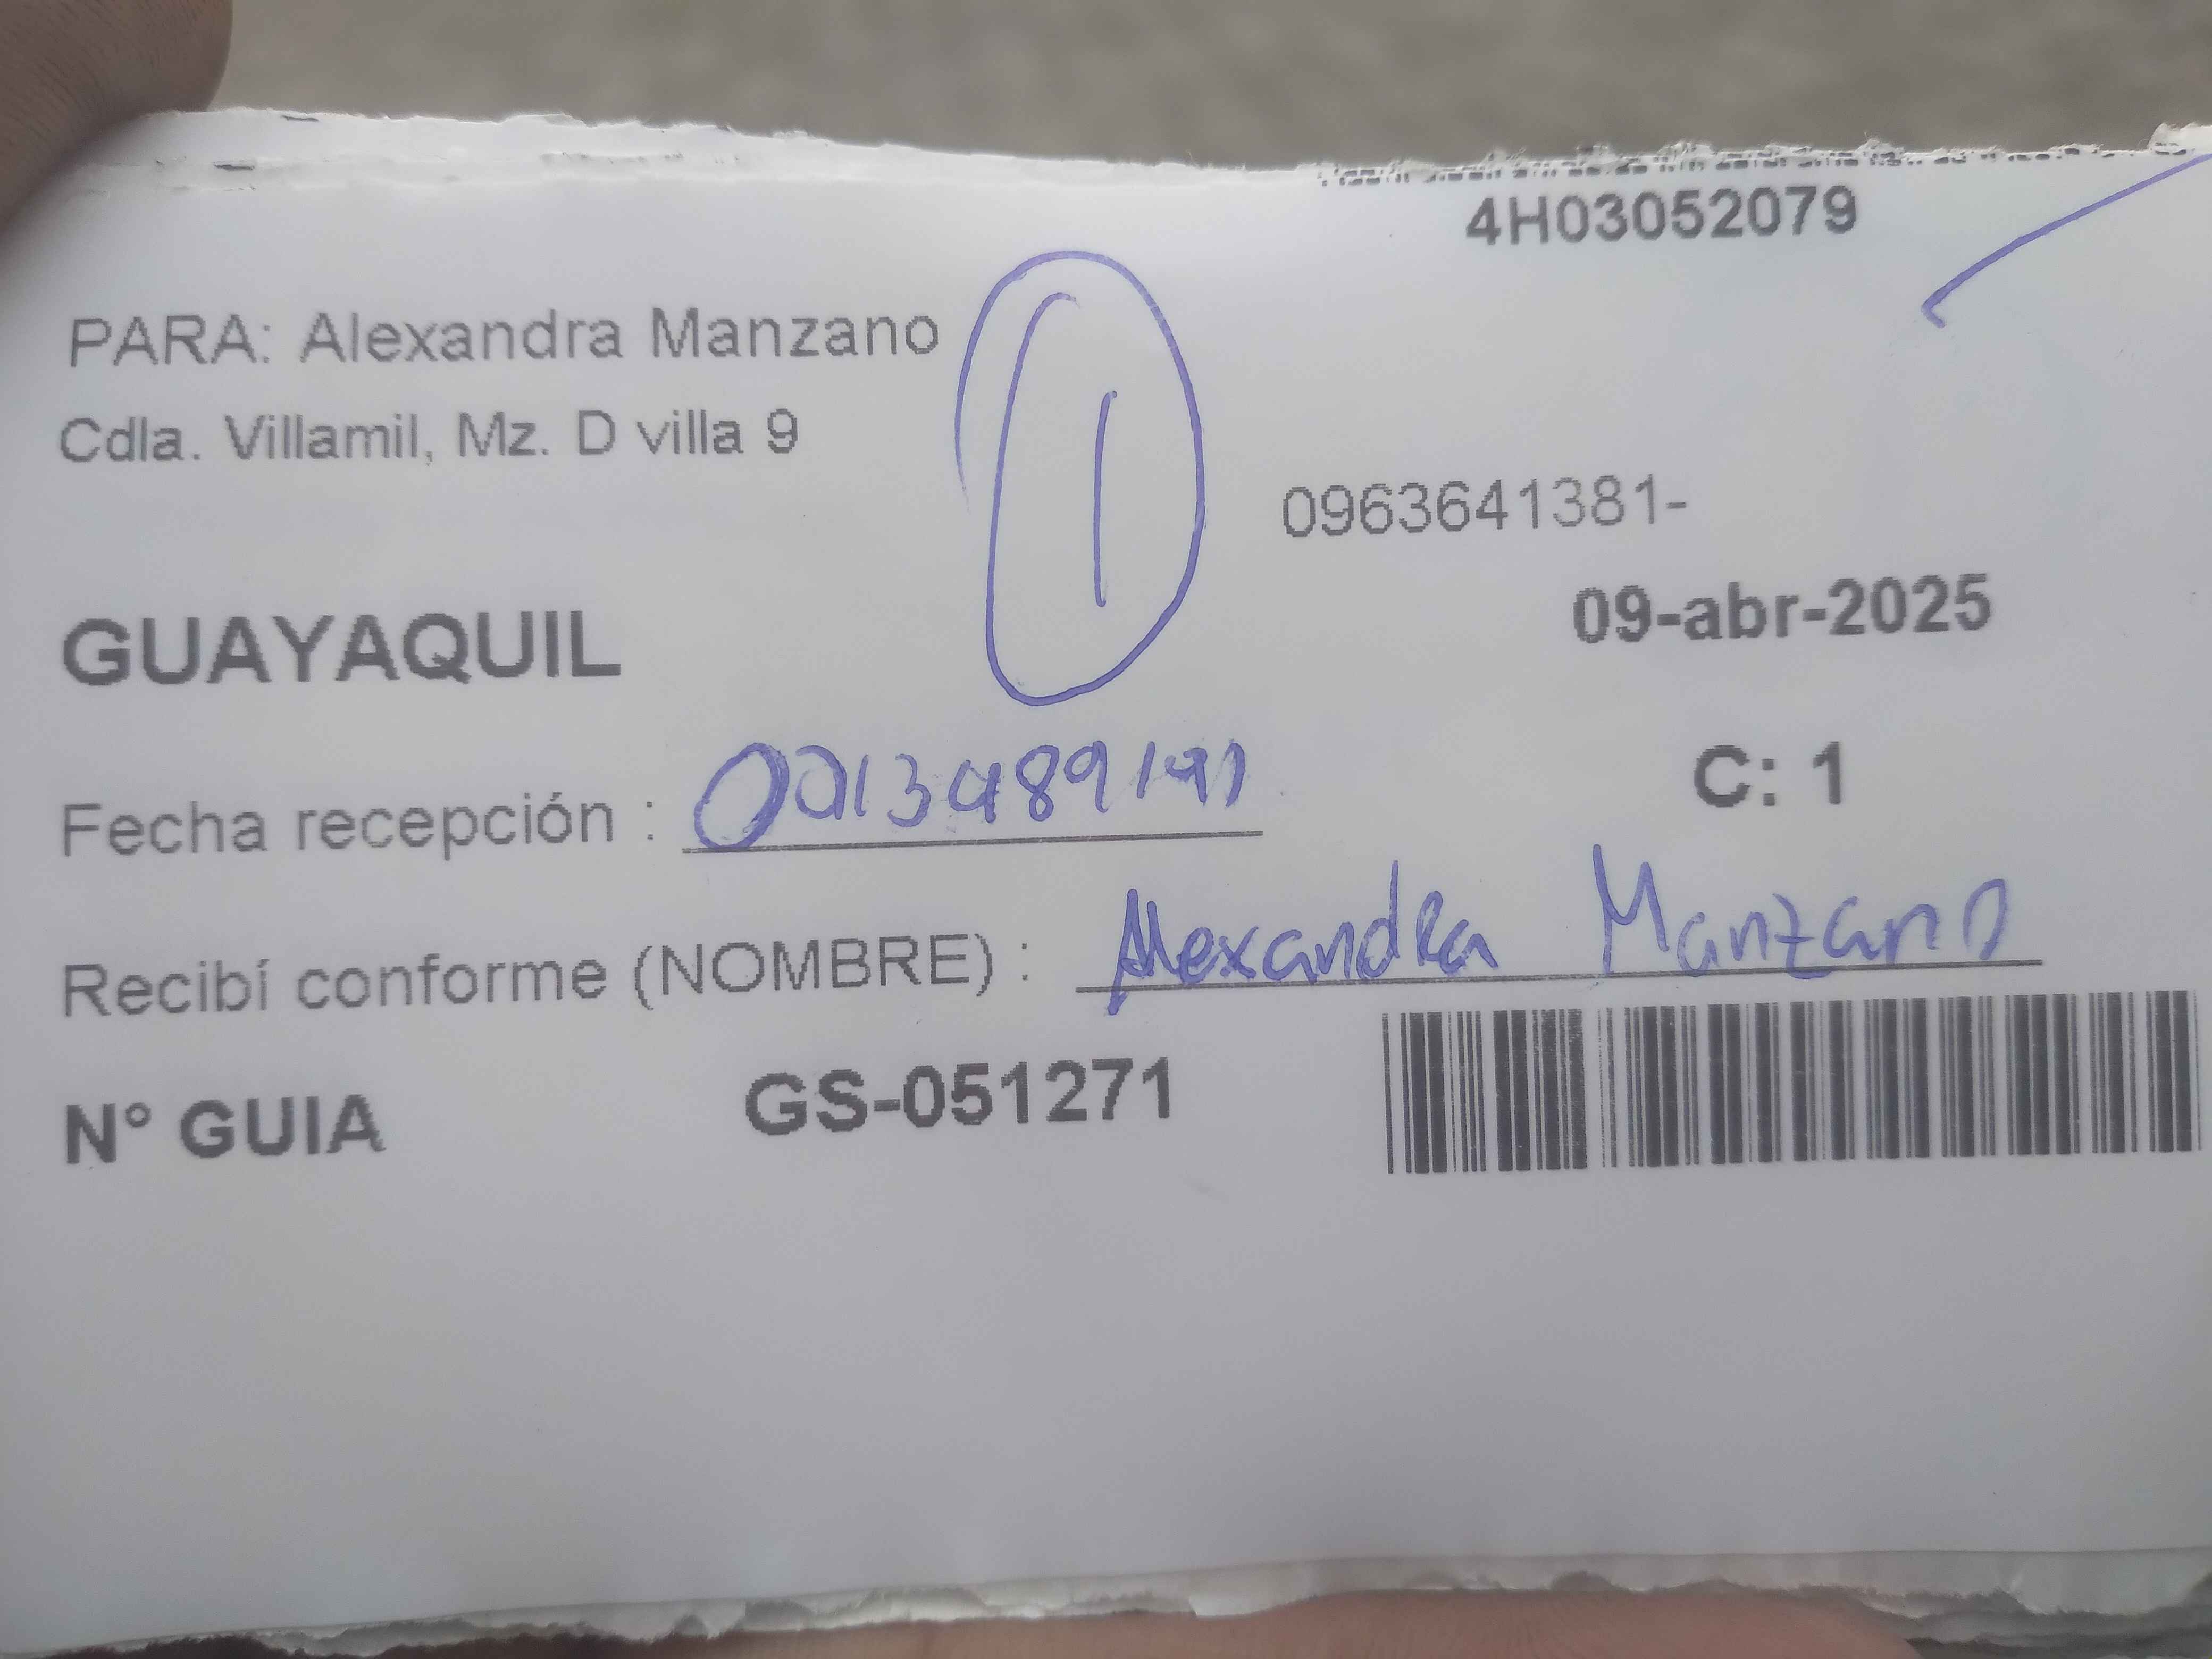 4H03052079
PARA: Alexandra Manzano
Cdla. Villamil, Mz. D villa 9
1
0963641381-
GUAYAQUIL
09-abr-2025
C: 1
Fecha recepción :
Recibí conforme (NOMBRE) : Alexandra Manzano
N° GUIA GS-051271